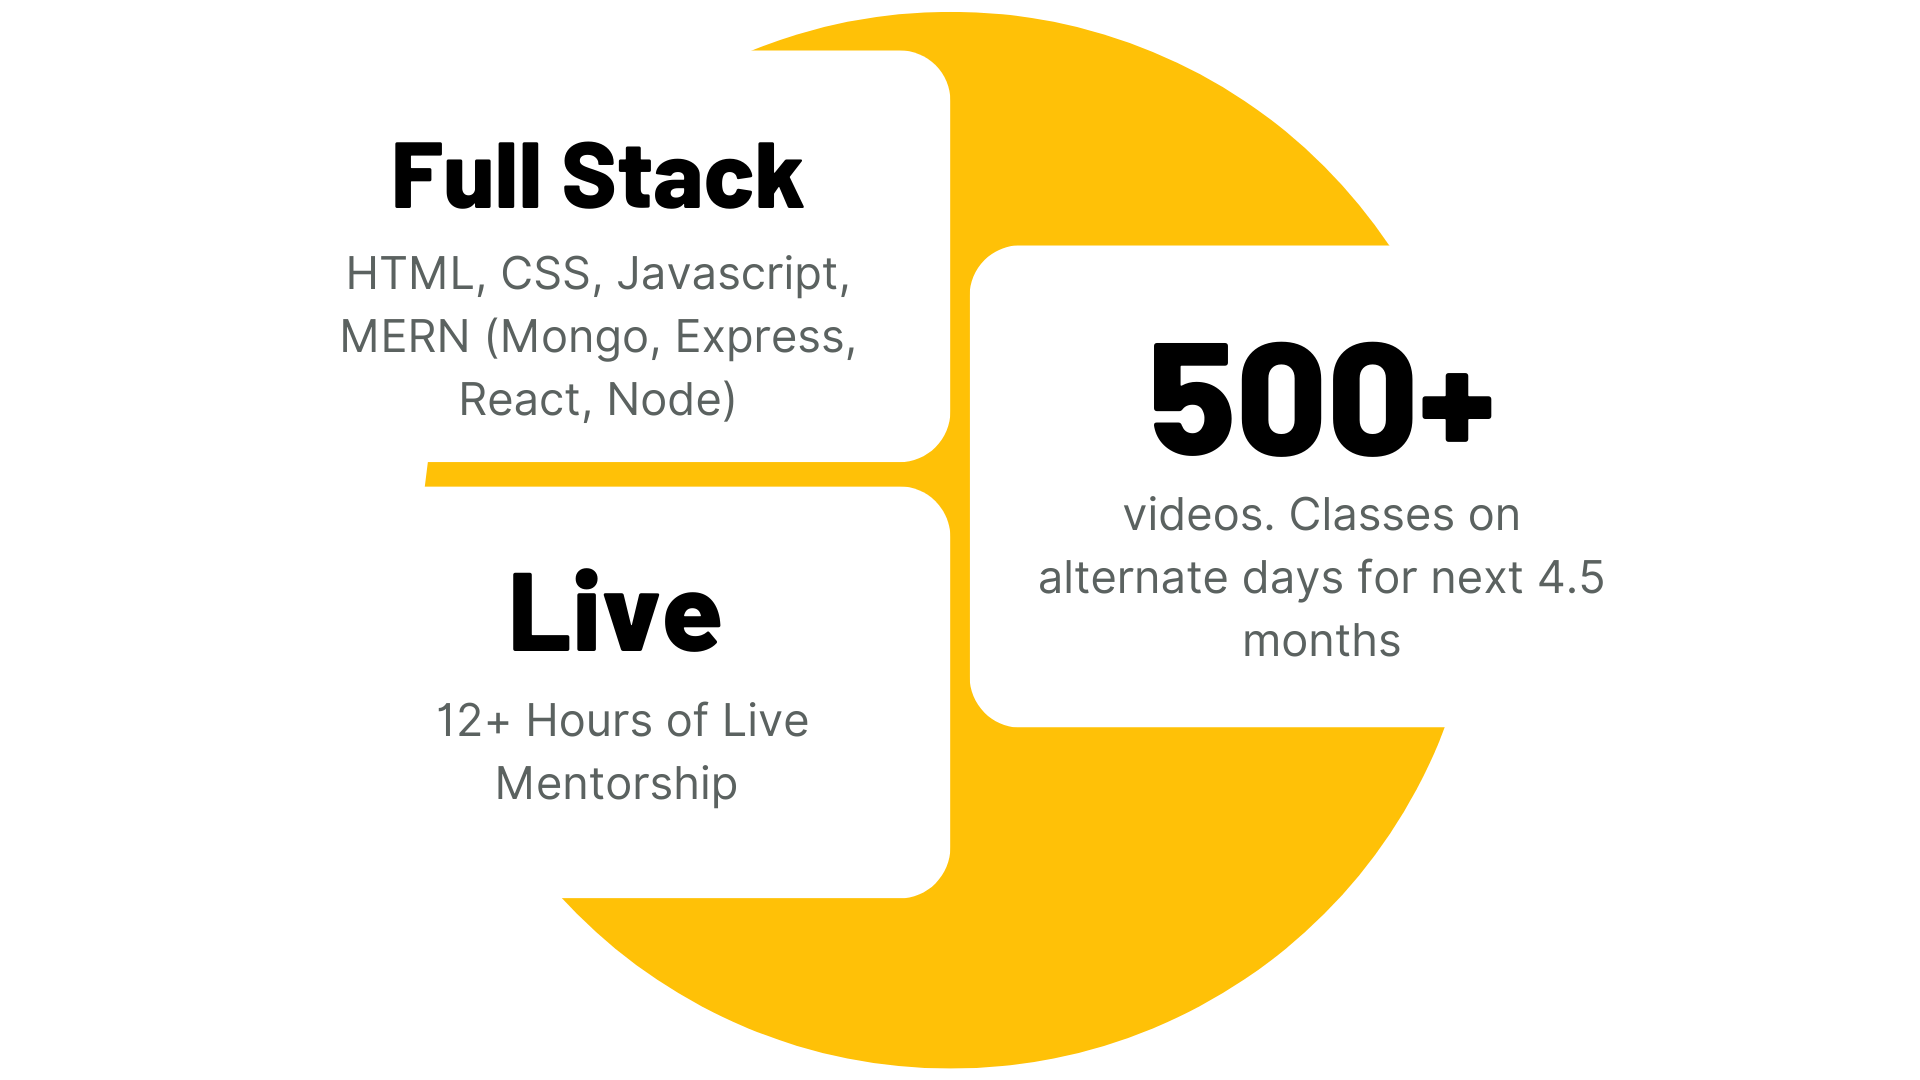 Full Stack
HTML, CSS, Javascript,
MERN (Mongo, Express,
React, Node)
Live
12+ Hours of Live
Mentorship
500+
videos. Classes on
alternate days for next 4.5
months